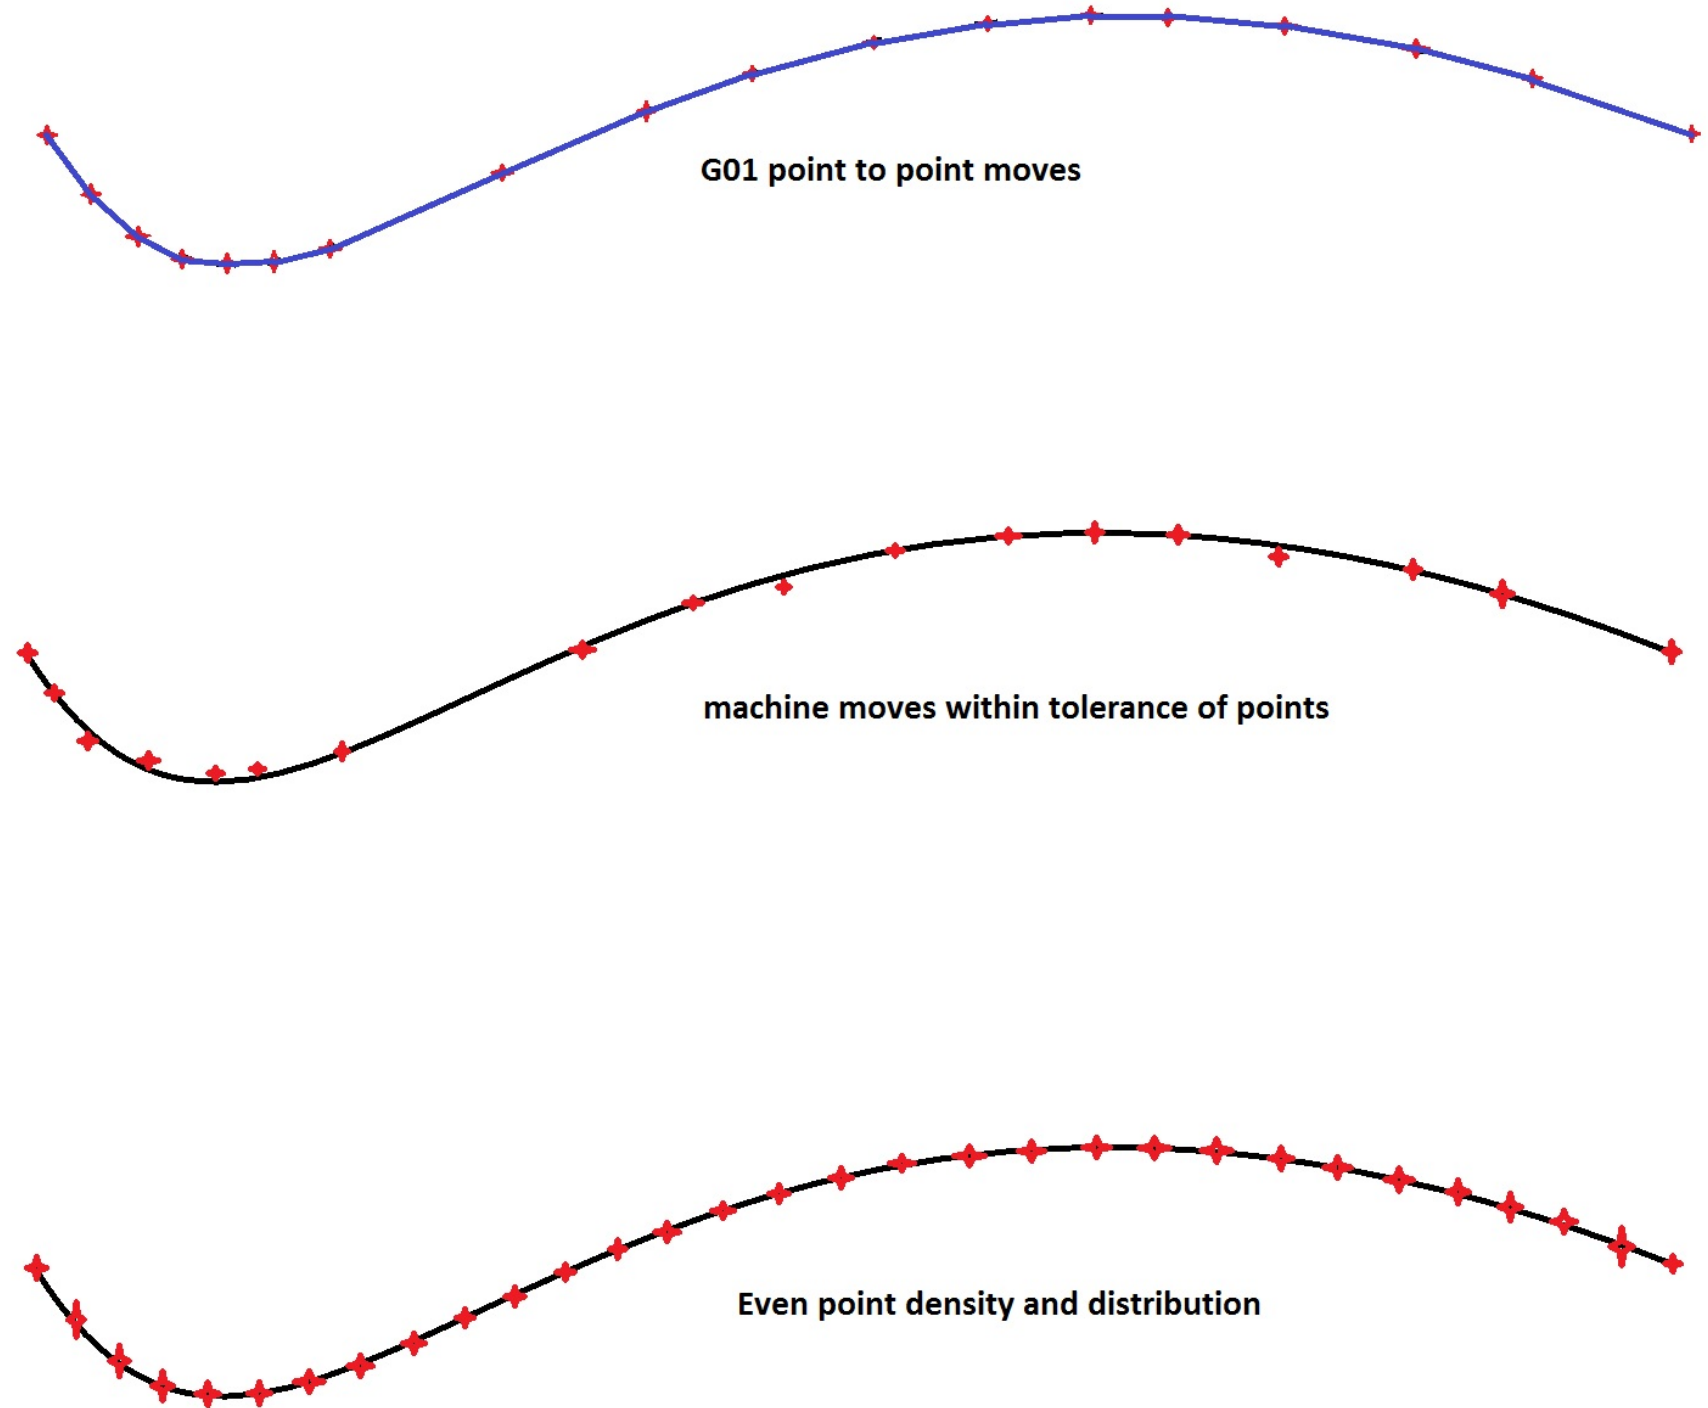 G01 point to point moves
machine moves within tolerance of points
Even point density and distribution